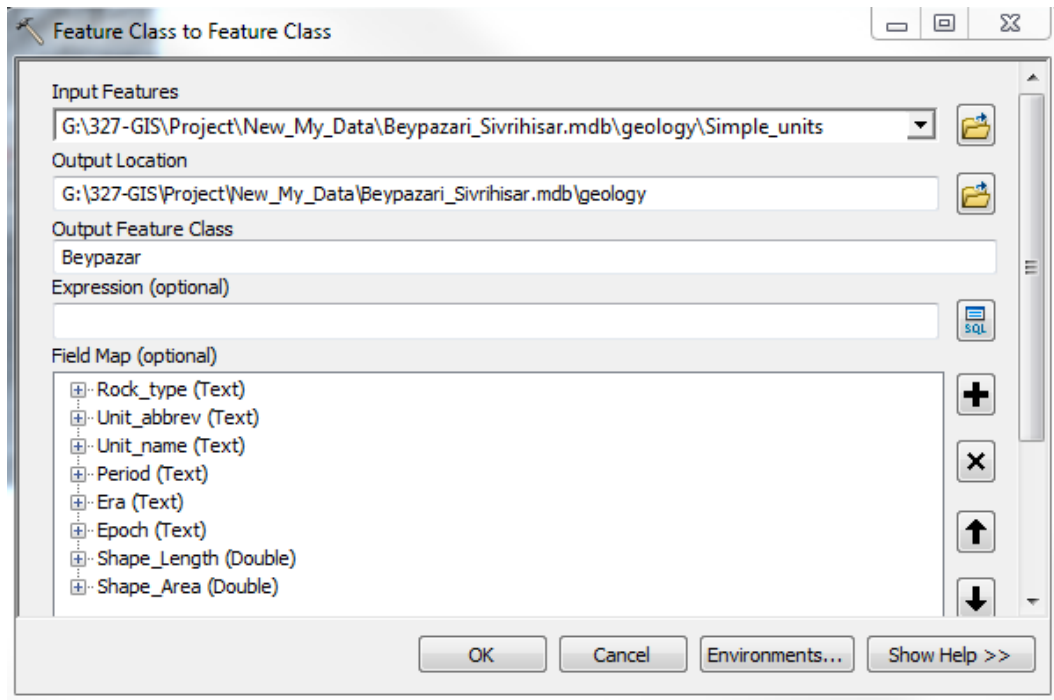 Feature Class to Feature Class
Input Features
G:\327-GIS\Project\New_My_Data\Beypazari_Sivrihisar.mdb\geology\Simple_units
Output Location
G:\327-GIS\Project\New_My_Data\Beypazari_Sivrihisar.mdb\geology
Output Feature Class
Beypazar
Expression (optional)
SQL
Field Map (optional)
Rock_type (Text)
Unit_abbrev (Text)
Unit_name (Text)
Period (Text)
Era (Text)
Epoch (Text)
Shape_Length (Double)
Shape_Area (Double)
OK Cancel Environments... Show Help >>